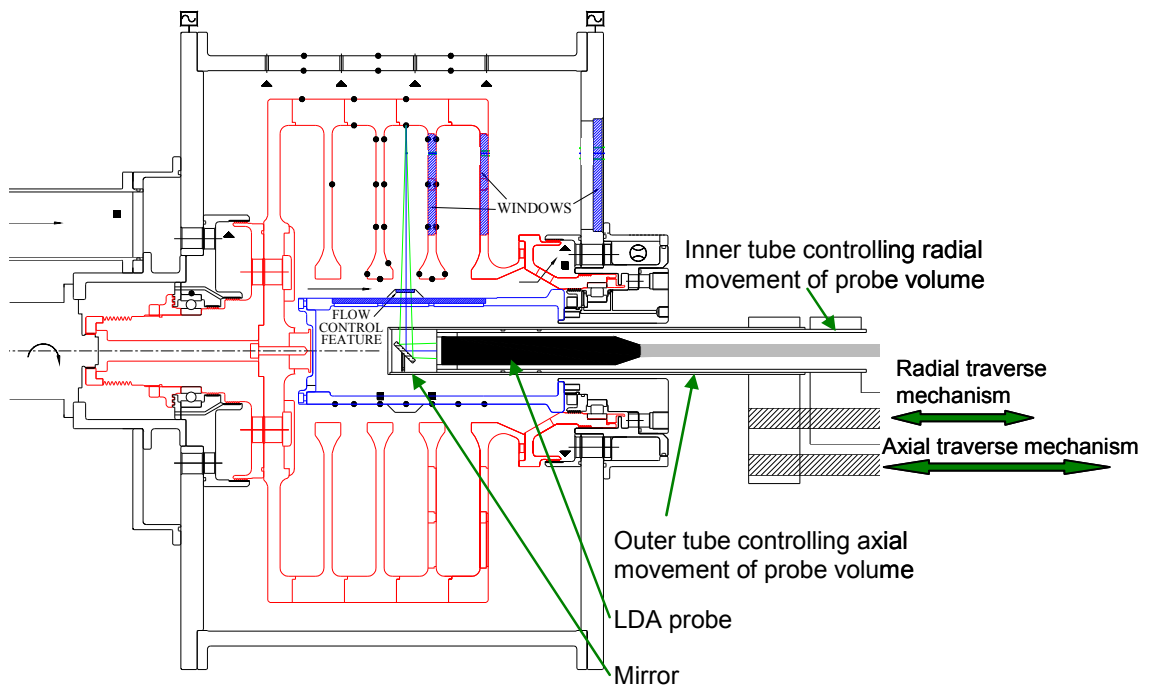 WINDOWS
FLOW
CONTROL
FEATURE
Inner tube controlling radial
movement of probe volume
Radial traverse
mechanism
Axial traverse mechanism
Outer tube controlling axial
movement of probe volume
LDA probe
Mirror